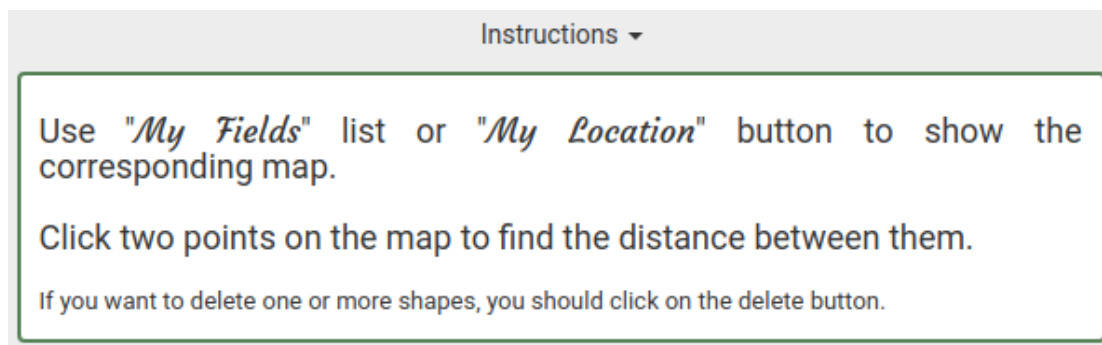 Instructions
Use "My Fields" list or "My Location" button to show the
corresponding map.
Click two points on the map to find the distance between them.
If you want to delete one or more shapes, you should click on the delete button.